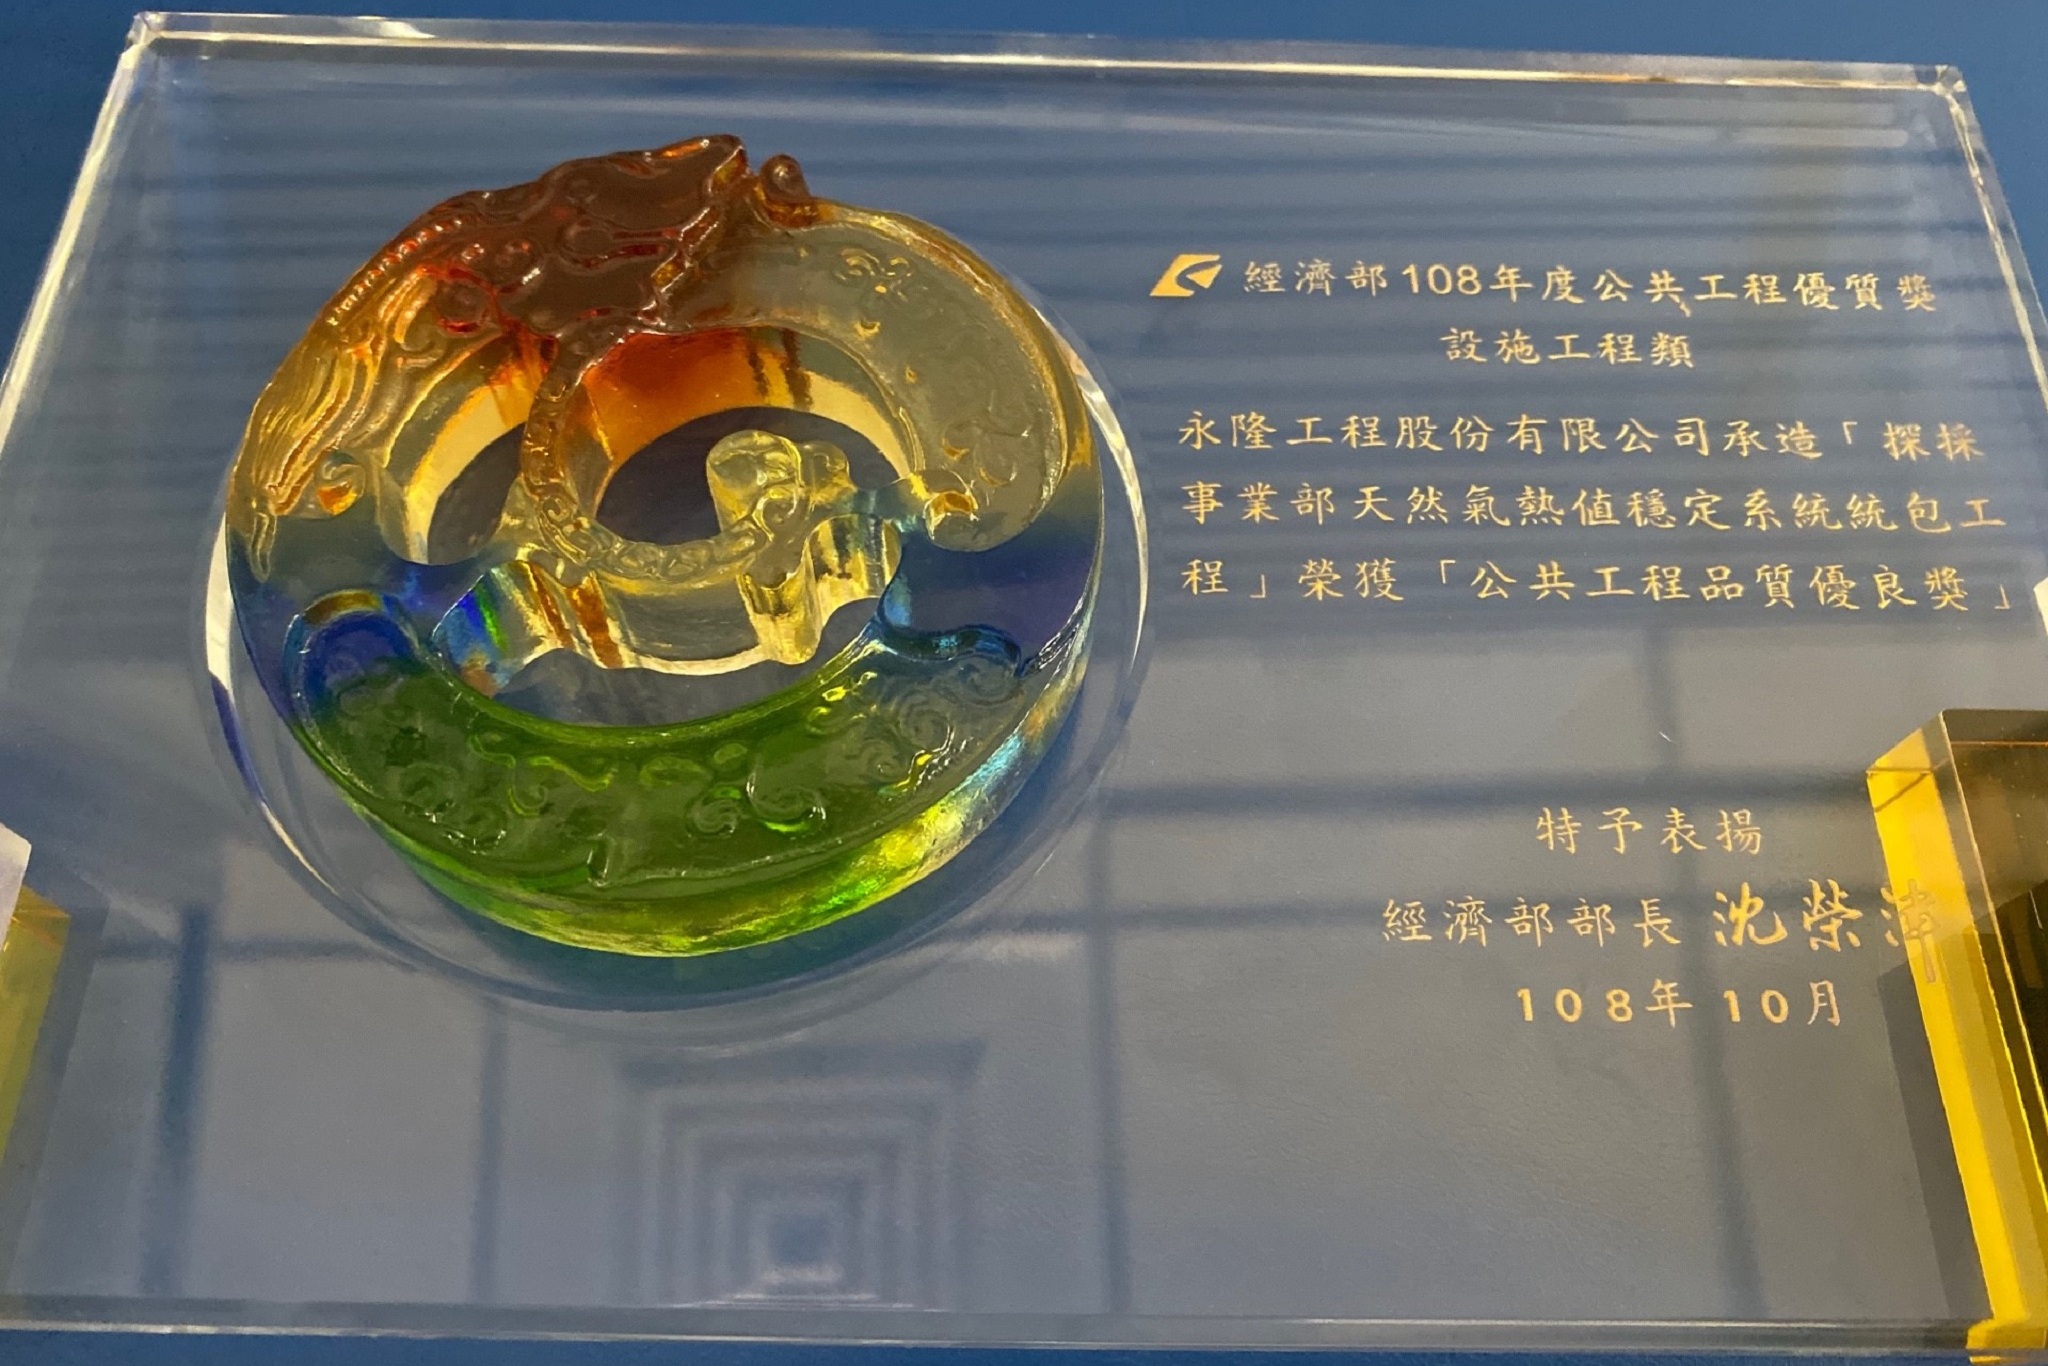 經濟部108年度公共工程優質獎
設施工程類
永隆工程股份有限公司承造「探採
事業部天然氣熱值穩定系統統包工
程」榮獲「公共工程品質優良獎」
特予表揚
經濟部部長 沈榮津
108年10月